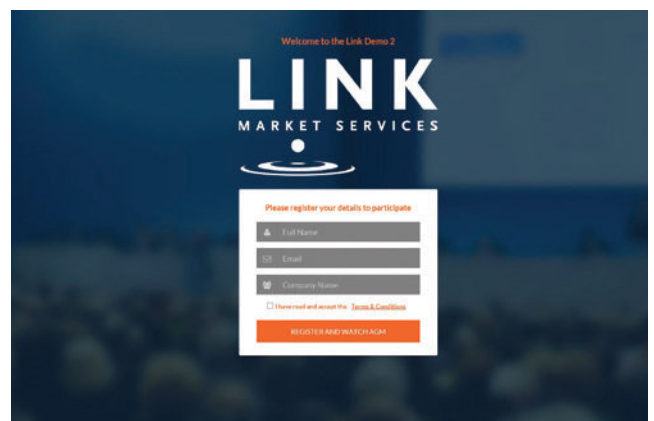 Welcome to the Link Demo 2
LINK
MARKET SERVICES
Please register your details to participate
Full Name
Email
Company Name
I have read and accept the Terms & Conditions
REGISTER AND WATCH AGM